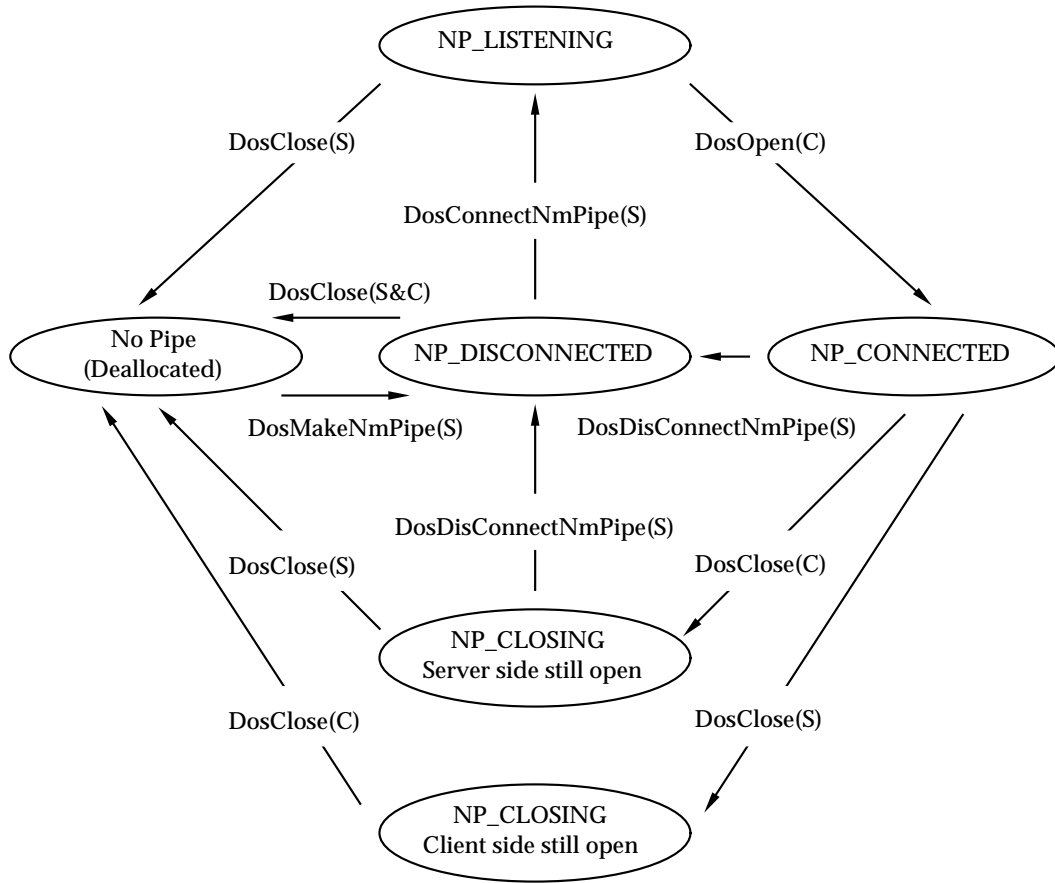 NP_LISTENING
DosClose(S)
DosOpen(C)
DosConnectNmPipe(S)
DosClose(S&C)
No Pipe
(Deallocated)
NP_DISCONNECTED
NP_CONNECTED
DosMakeNmPipe(S)
DosDisConnectNmPipe(S)
DosDisConnectNmPipe(S)
DosClose(S)
DosClose(C)
NP_CLOSING
Server side still open
DosClose(C)
DosClose(S)
NP_CLOSING
Client side still open